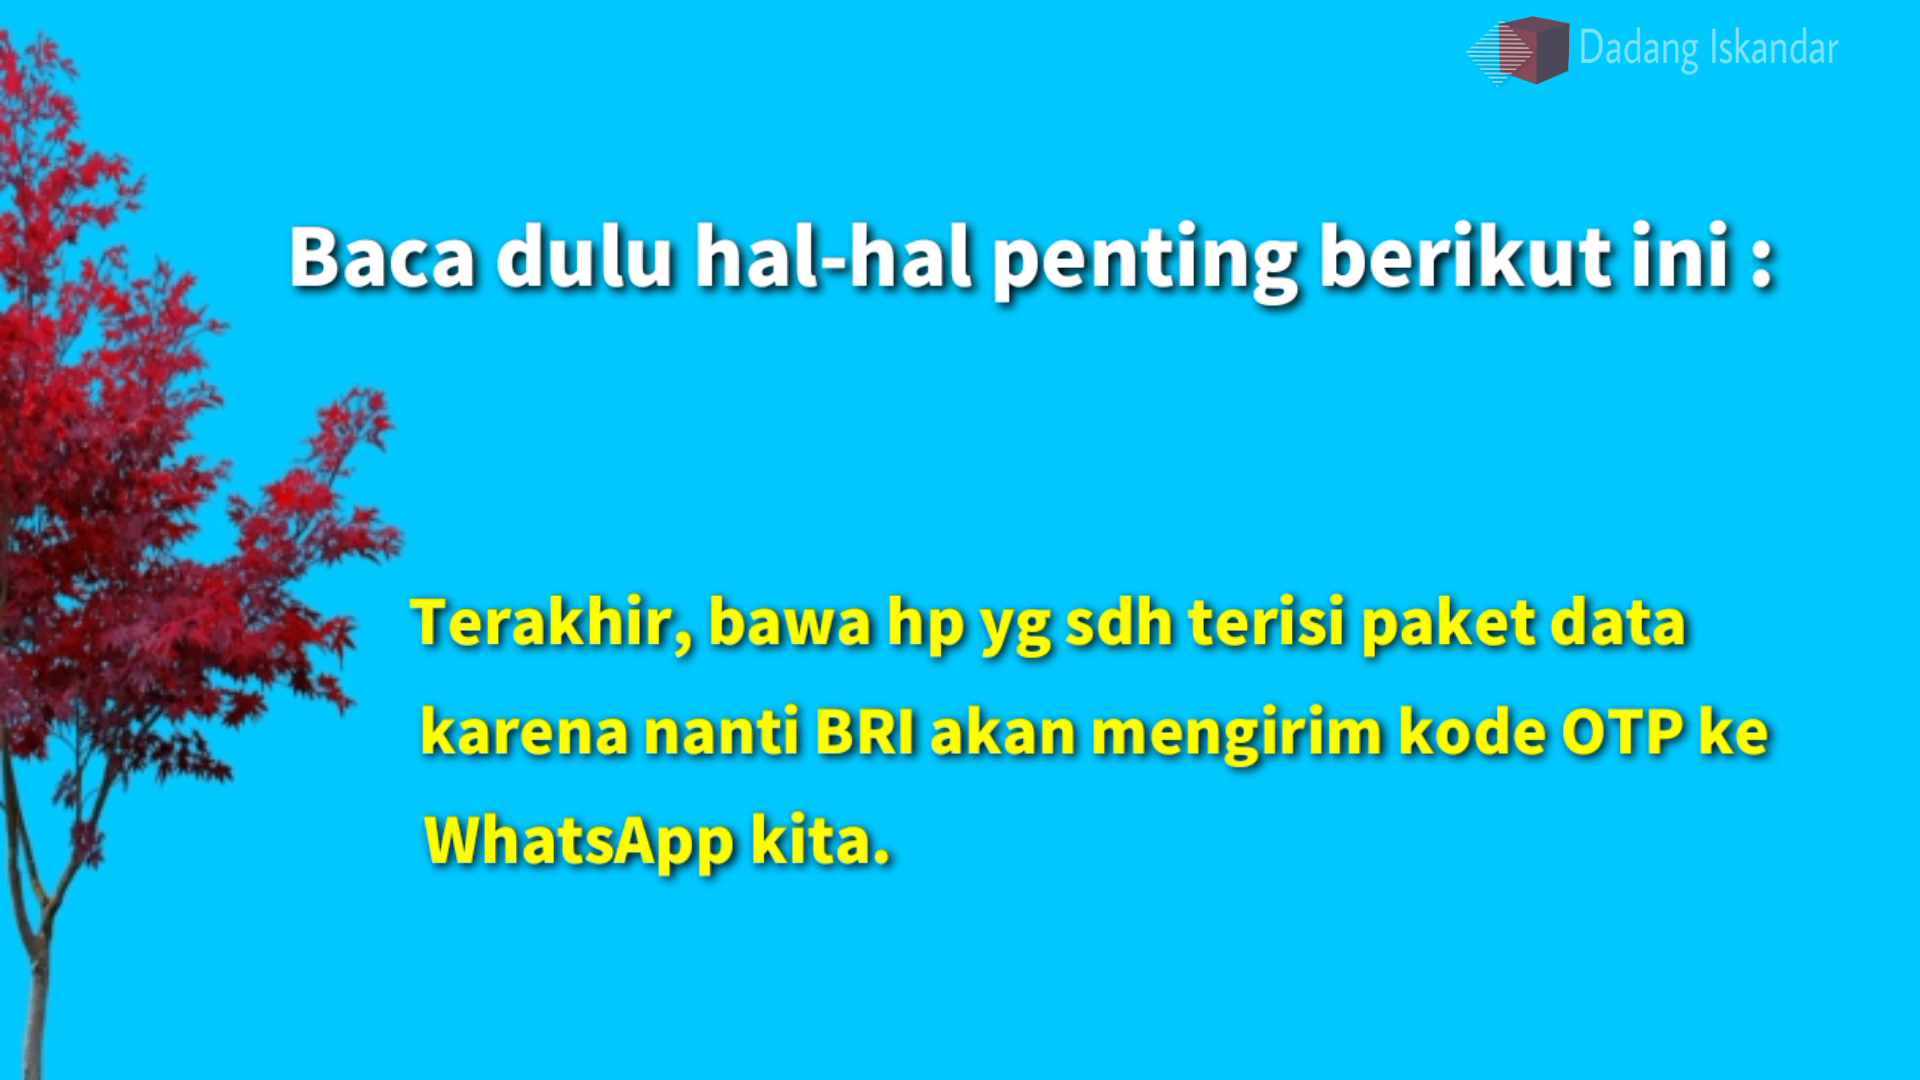 Dadang Iskandar
Baca dulu hal-hal penting berikut ini :
Terakhir, bawa hp yg sdh terisi paket data
karena nanti BRI akan mengirim kode OTP ke
WhatsApp kita.